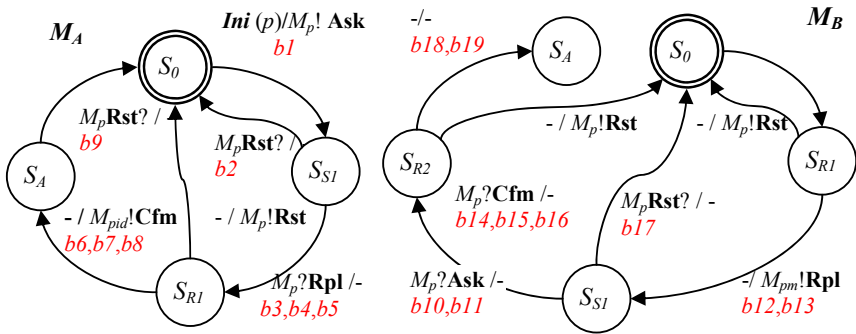 M_A
S_0
Ini (p)/M_p! Ask
b1
M_pRst? /
b9
M_pRst? /
b2
S_A
S_S1
- / M_pid!Cfm
b6,b7,b8
- / M_p!Rst
S_R1
M_p?Rpl /-
b3,b4,b5
-/-
b18,b19
S_A
S_0
M_B
- / M_p!Rst
- / M_p!Rst
S_R2
S_R1
M_p?Cfm /-
b14,b15,b16
M_pRst? / -
b17
M_p?Ask /-
b10,b11
S_S1
-/ M_pm!Rpl
b12,b13